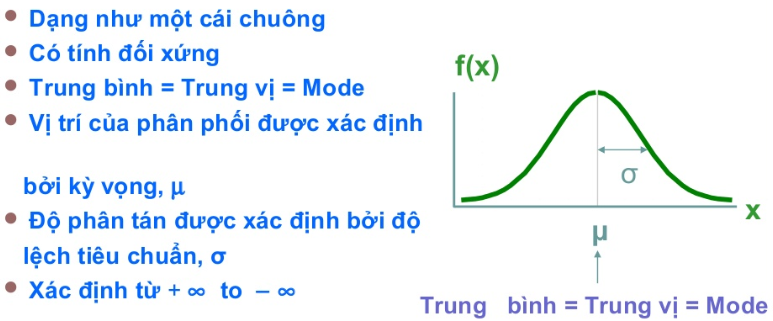 Dạng như một cái chuông
Có tính đối xứng
Trung bình = Trung vị = Mode
Vị trí của phân phối được xác định
bởi kỳ vọng, μ
Độ phân tán được xác định bởi độ
lệch tiêu chuẩn, σ
Xác định từ + ∞ to − ∞
f(x)
σ
x
μ
Trung bình = Trung vị = Mode